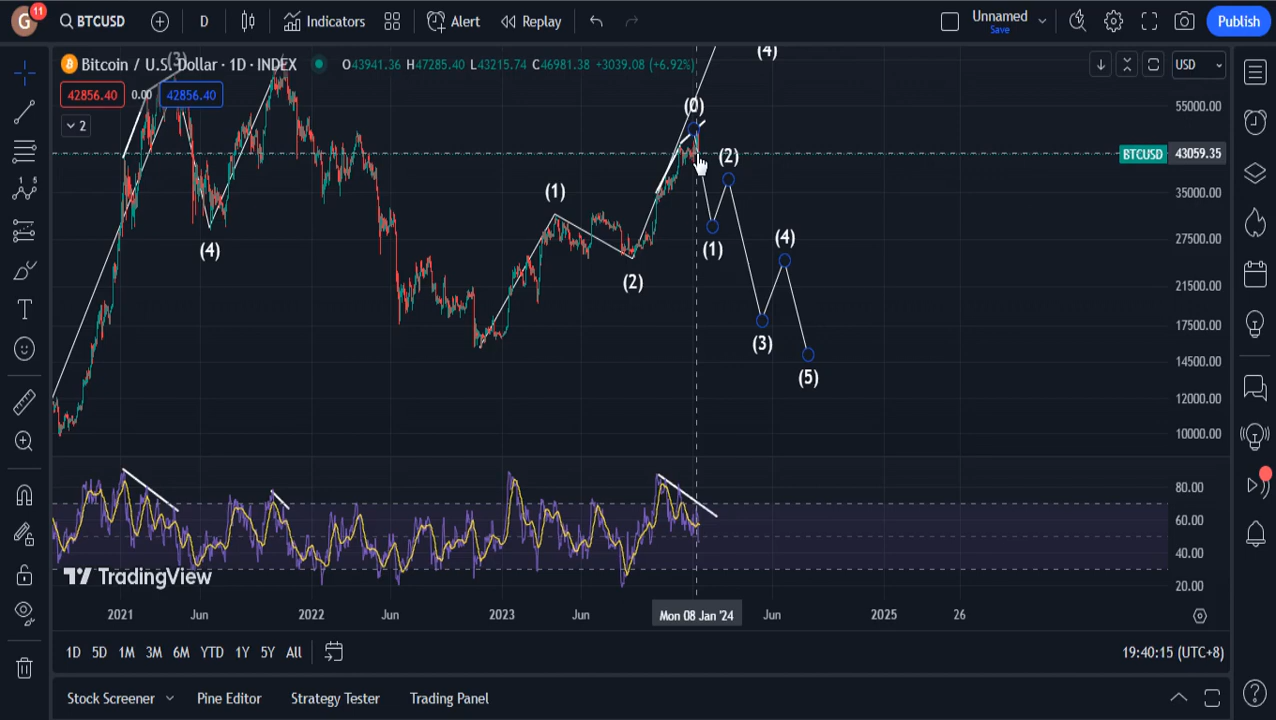 G
11
BTCUSD
D
Indicators
Alert
Replay
Unnamed
Save
Publish
Bitcoin / U.S. Dollar · 1D · INDEX
O43941.36 H47285.40 L43215.74 C46981.38 +3039.08 (+6.92%)
USD
42856.40
0.00
42856.40
2
(3)
(4)
(1)
(2)
(0)
(4)
(1)
(2)
(3)
(4)
(5)
55000.00
BTCUSD
43059.35
35000.00
27500.00
21500.00
17500.00
14500.00
12000.00
10000.00
80.00
60.00
40.00
20.00
TradingView
2021
Jun
2022
Jun
2023
Jun
Mon 08 Jan '24
Jun
2025
26
1D
5D
1M
3M
6M
YTD
1Y
5Y
All
19:40:15 (UTC+8)
Stock Screener
Pine Editor
Strategy Tester
Trading Panel